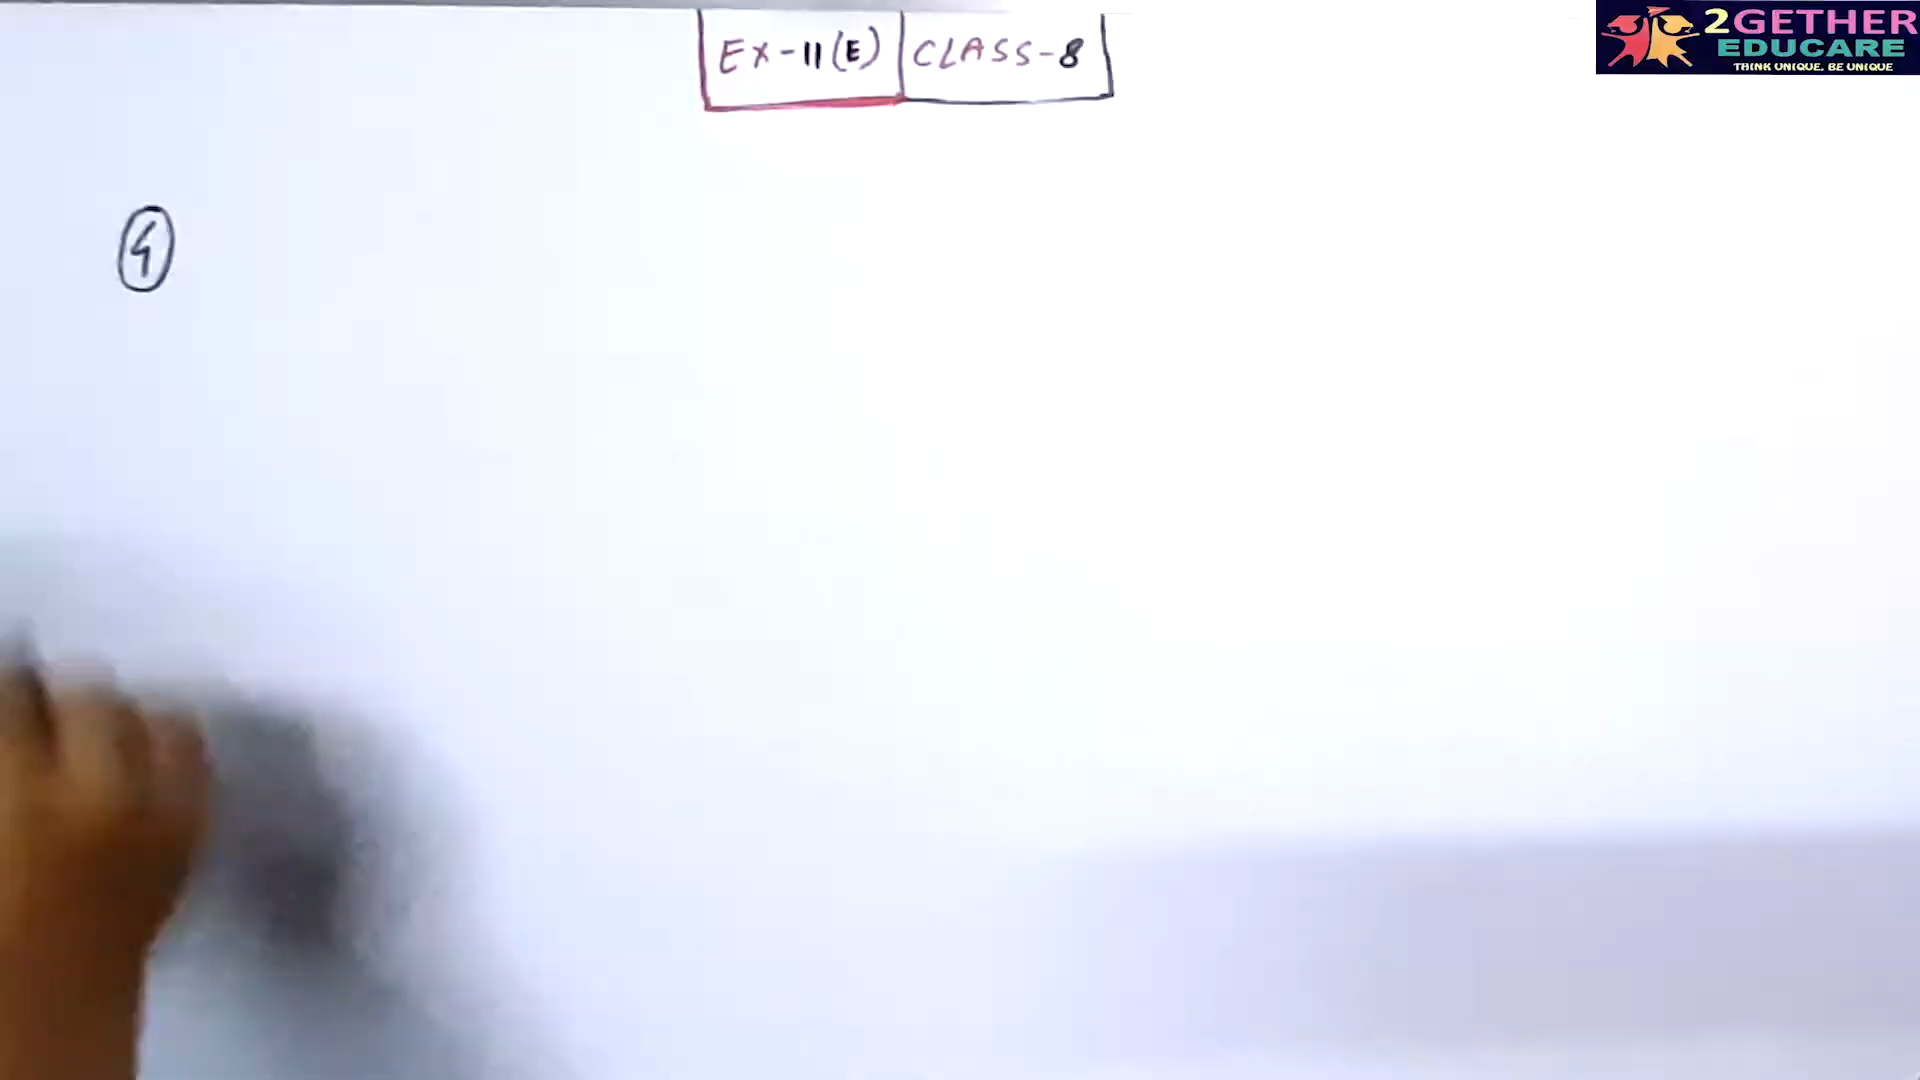 EX-11(E) CLASS-8
2GETHER
EDUCARE
THINK UNIQUE. BE UNIQUE
4